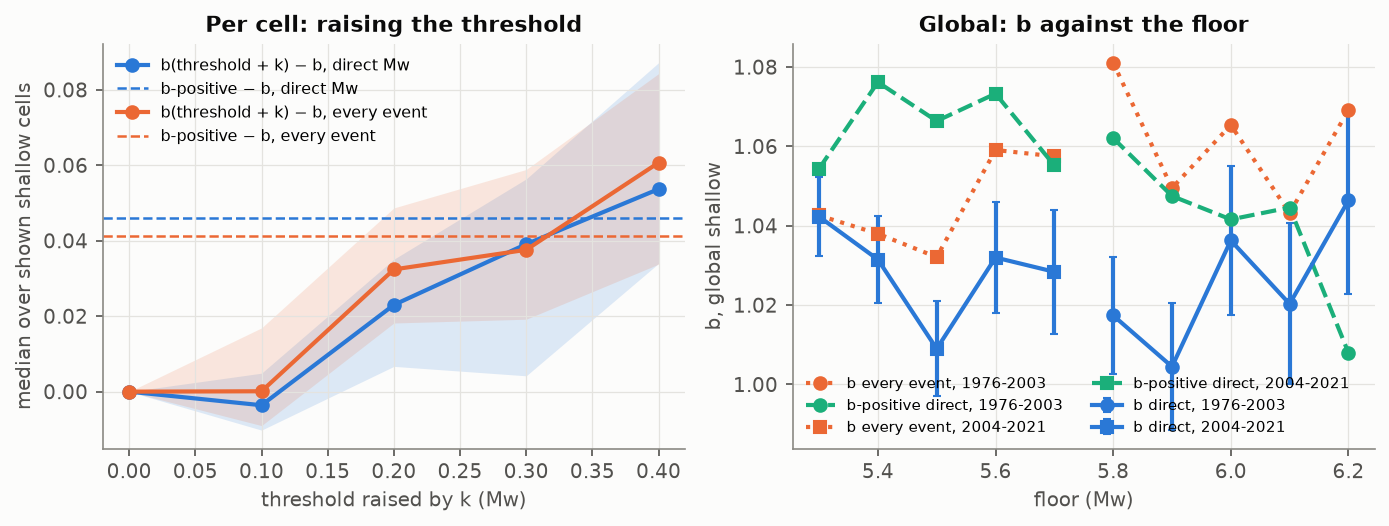 Per cell: raising the threshold
b(threshold + k) − b, direct Mw
b-positive − b, direct Mw
b(threshold + k) − b, every event
b-positive − b, every event
median over shown shallow cells
0.08
0.06
0.04
0.02
0.00
0.00 0.05 0.10 0.15 0.20 0.25 0.30 0.35 0.40
threshold raised by k (Mw)
Global: b against the floor
b, global shallow
1.08
1.06
1.04
1.02
1.00
b every event, 1976-2003
b-positive direct, 1976-2003
b every event, 2004-2021
b-positive direct, 2004-2021
b direct, 1976-2003
b direct, 2004-2021
5.4 5.6 5.8 6.0 6.2
floor (Mw)